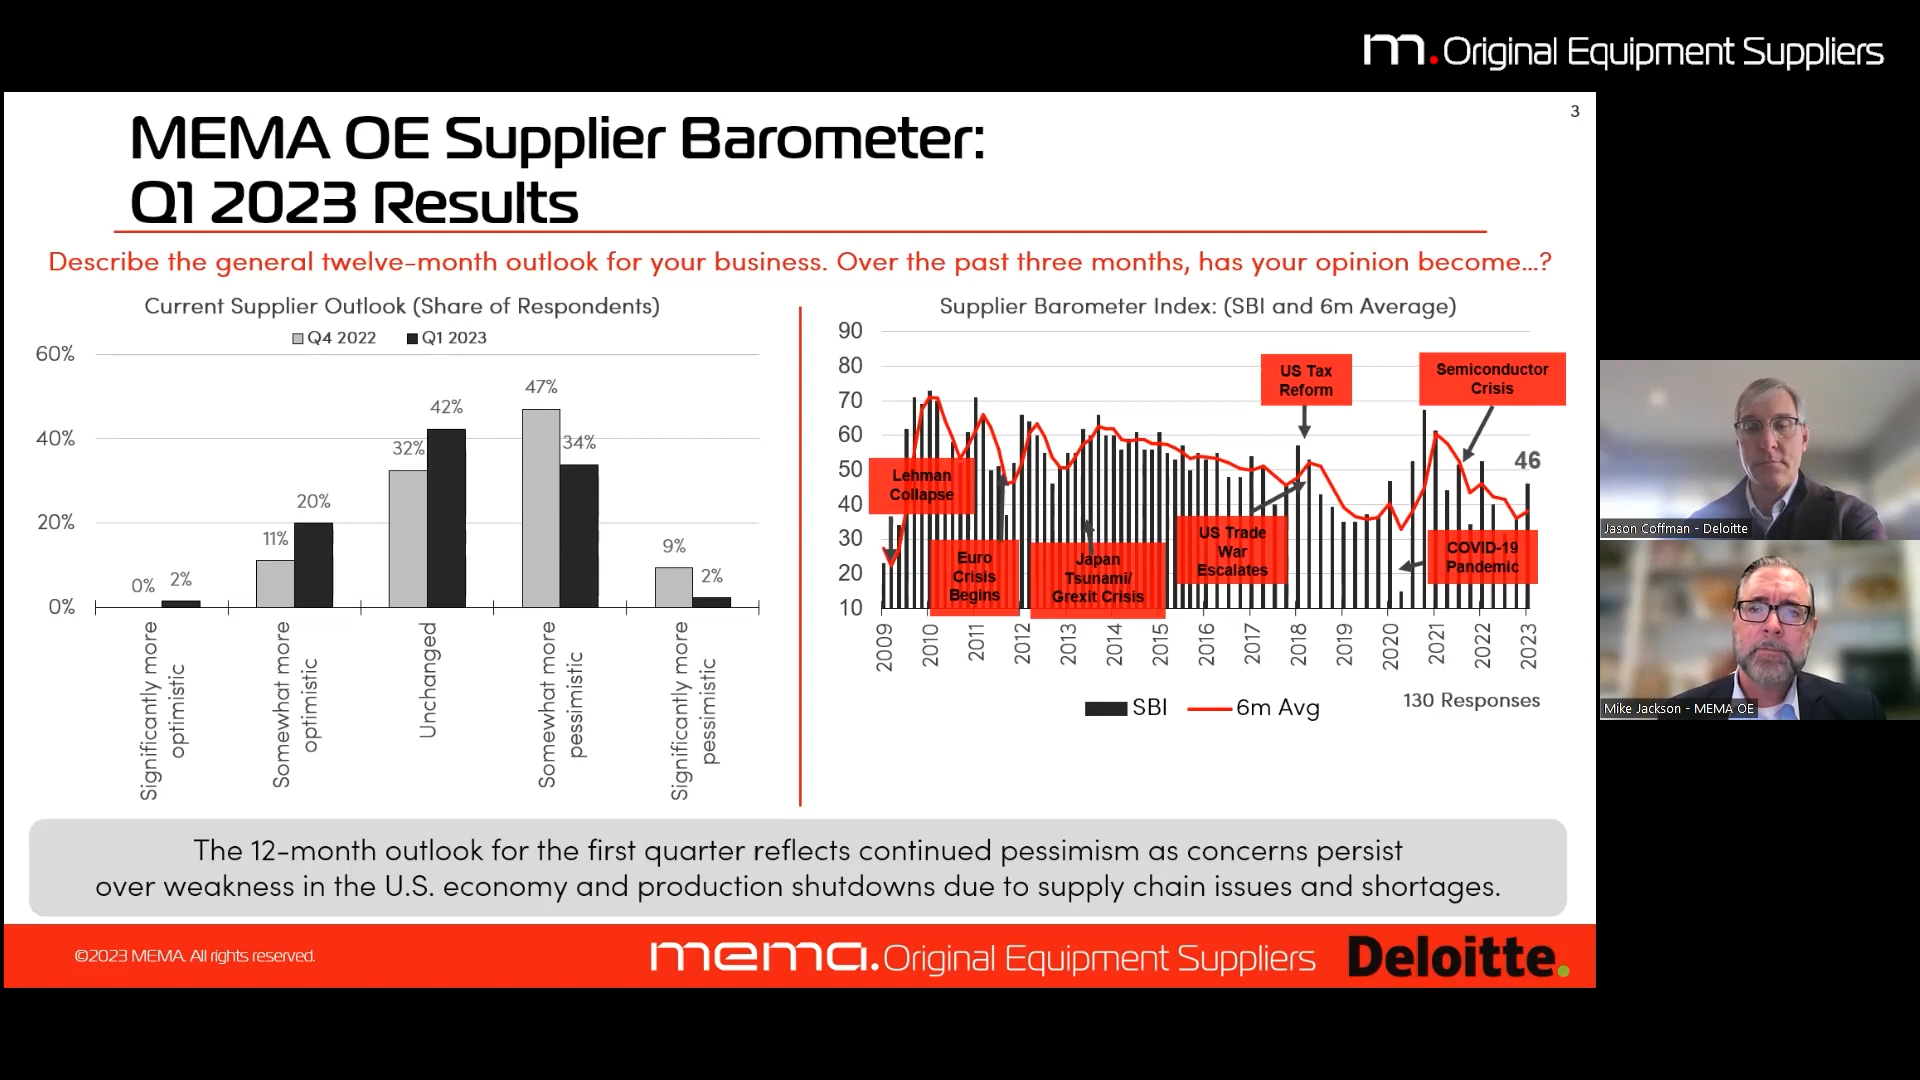 m.Original Equipment Suppliers
3
MEMA OE Supplier Barometer:
Q1 2023 Results
Describe the general twelve-month outlook for your business. Over the past three months, has your opinion become...?
Current Supplier Outlook (Share of Respondents)
Q4 2022 Q1 2023
60%
40%
20%
0%
0% 2%
11% 20%
32% 42%
47% 34%
9% 2%
Significantly more
optimistic
Somewhat more
optimistic
Unchanged
Somewhat more
pessimistic
Significantly more
pessimistic
Supplier Barometer Index: (SBI and 6m Average)
90
80
70
60
50
40
30
20
10
Lehman
Collapse
Euro
Crisis
Begins
Japan
Tsunami/
Grexit Crisis
US Trade
War
Escalates
US Tax
Reform
Semiconductor
Crisis
46
COVID-19
Pandemic
2009 2010 2011 2012 2013 2014 2015 2016 2017 2018 2019 2020 2021 2022 2023
SBI 6m Avg
130 Responses
Jason Coffman - Deloitte
Mike Jackson - MEMA OE
The 12-month outlook for the first quarter reflects continued pessimism as concerns persist
over weakness in the U.S. economy and production shutdowns due to supply chain issues and shortages.
©2023 MEMA. All rights reserved.
mema.Original Equipment Suppliers
Deloitte.